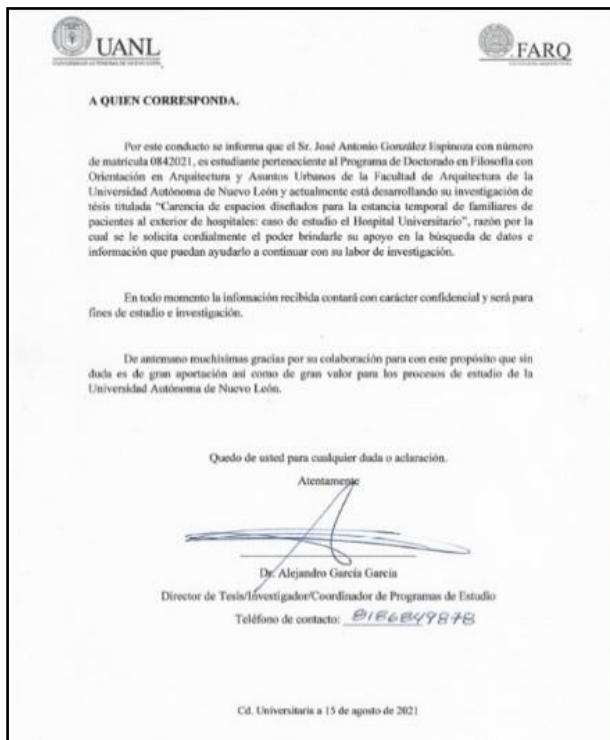 UANL
UNIVERSIDAD AUTÓNOMA DE NUEVO LEÓN
FARQ
FACULTAD DE ARQUITECTURA
A QUIEN CORRESPONDA.
Por este conducto se informa que el Sr. José Antonio González Espinoza con número
de matrícula 0842021, es estudiante perteneciente al Programa de Doctorado en Filosofía con
Orientación en Arquitectura y Asuntos Urbanos de la Facultad de Arquitectura de la
Universidad Autónoma de Nuevo León y actualmente está desarrollando su investigación de
tésis titulada “Carencia de espacios diseñados para la estancia temporal de familiares de
pacientes al exterior de hospitales: caso de estudio el Hospital Universitario”, razón por la
cual se le solicita cordialmente el poder brindarle su apoyo en la búsqueda de datos e
información que puedan ayudarlo a continuar con su labor de investigación.
En todo momento la infomación recibida contará con carácter confidencial y será para
fines de estudio e investigación.
De antemano muchísimas gracias por su colaboración para con este propósito que sin
duda es de gran aportación así como de gran valor para los procesos de estudio de la
Universidad Autónoma de Nuevo León.
Quedo de usted para cualquier duda o aclaración.
Atentamente
Dr. Alejandro García García
Director de Tesis/Investigador/Coordinador de Programas de Estudio
Teléfono de contacto: 8186849878
Cd. Universitaria a 15 de agosto de 2021